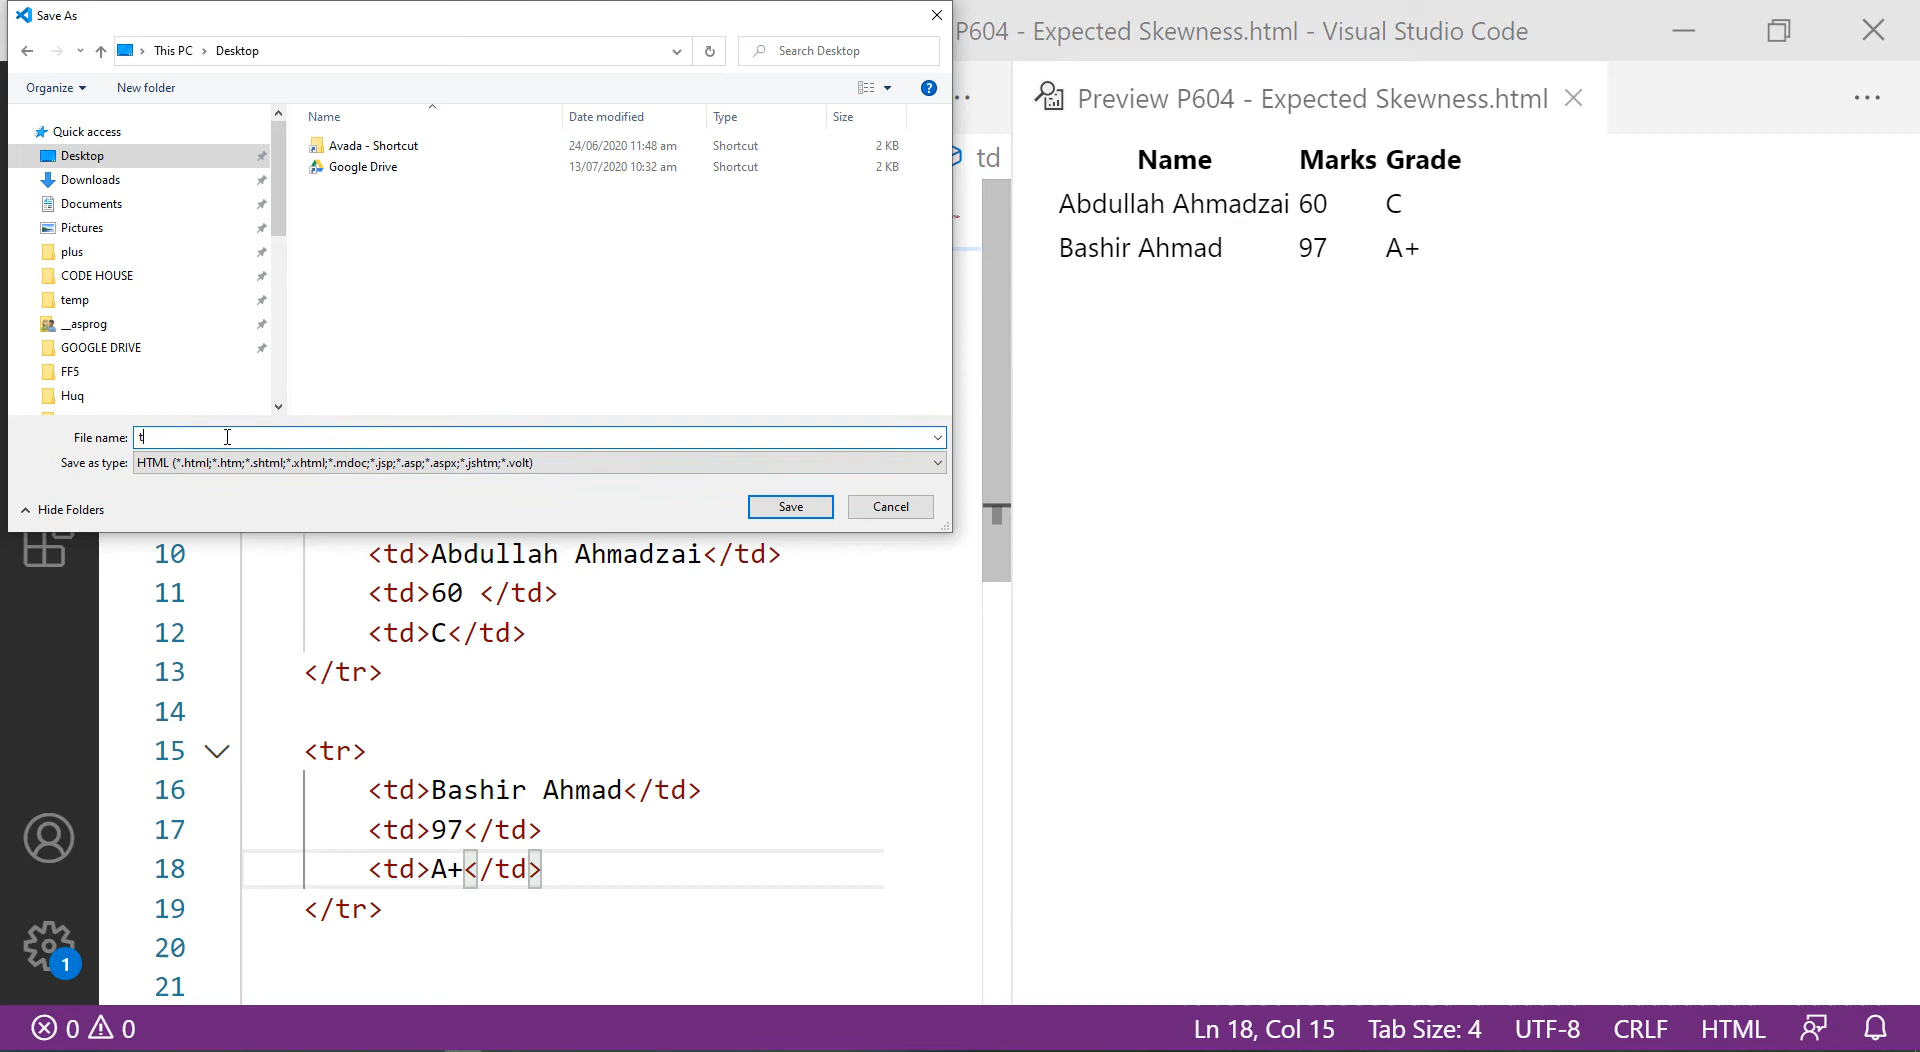 Save As
P604 - Expected Skewness.html - Visual Studio Code
This PC > Desktop
Search Desktop
Organize
New folder
Name Date modified Type Size
Quick access
Desktop
Downloads
Documents
Pictures
plus
CODE HOUSE
temp
__asprog
GOOGLE DRIVE
FF5
Huq
Avada - Shortcut 24/06/2020 11:48 am Shortcut 2 KB
Google Drive 13/07/2020 10:32 am Shortcut 2 KB
File name: t
Save as type: HTML (*.html;*.htm;*.shtml;*.xhtml;*.mdoc;*.jsp;*.asp;*.aspx;*.jshtm;*.volt)
Hide Folders
Save
Cancel
td
10 <td>Abdullah Ahmadzai</td>
11 <td>60 </td>
12 <td>C</td>
13 </tr>
14
15 <tr>
16 <td>Bashir Ahmad</td>
17 <td>97</td>
18 <td>A+</td>
19 </tr>
20
21
Preview P604 - Expected Skewness.html
Name Marks Grade
Abdullah Ahmadzai 60 C
Bashir Ahmad 97 A+
1
0 0
Ln 18, Col 15 Tab Size: 4 UTF-8 CRLF HTML